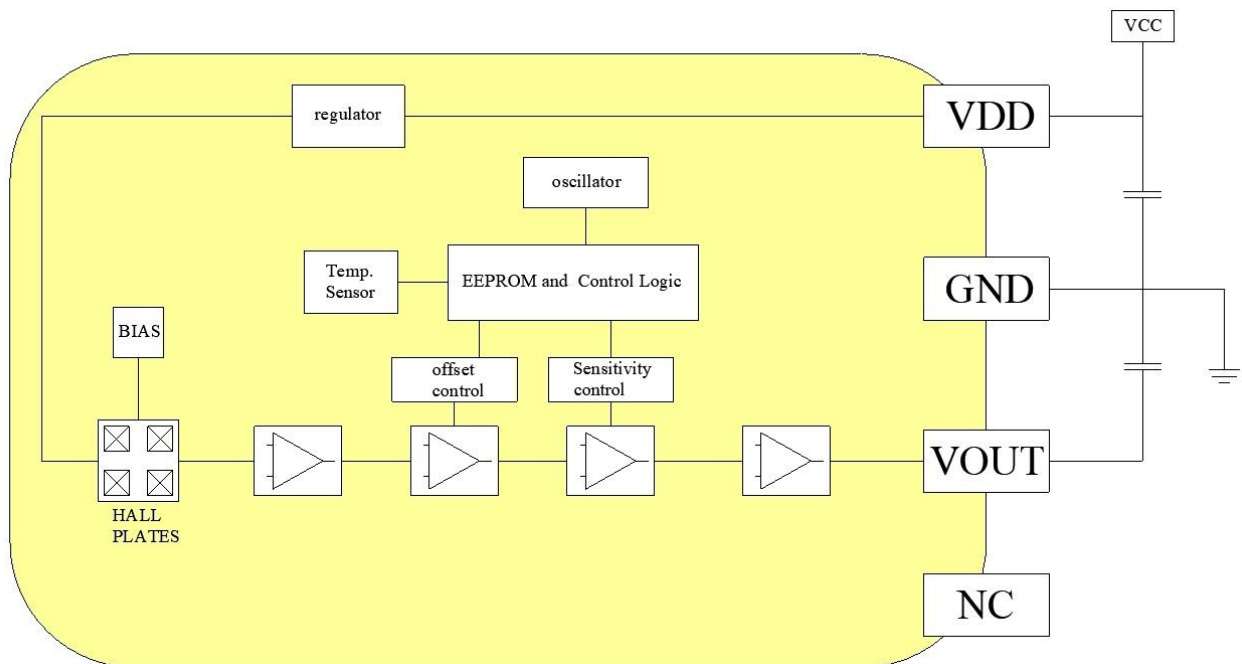 VCC
VDD
regulator
oscillator
EEPROM and Control Logic
Temp.
Sensor
GND
BIAS
offset
control
Sensitivity
control
VOUT
HALL
PLATES
NC